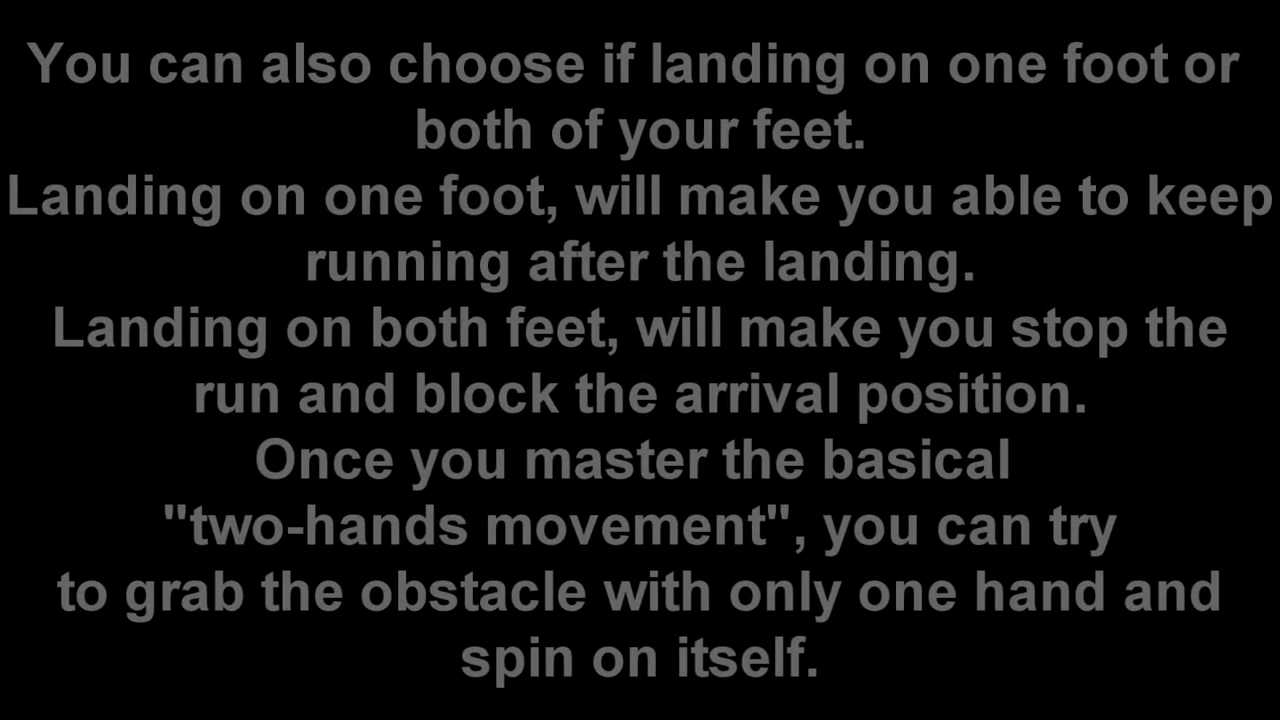 You can also choose if landing on one foot or
both of your feet.
Landing on one foot, will make you able to keep
running after the landing.
Landing on both feet, will make you stop the
run and block the arrival position.
Once you master the basical
"two-hands movement", you can try
to grab the obstacle with only one hand and
spin on itself.